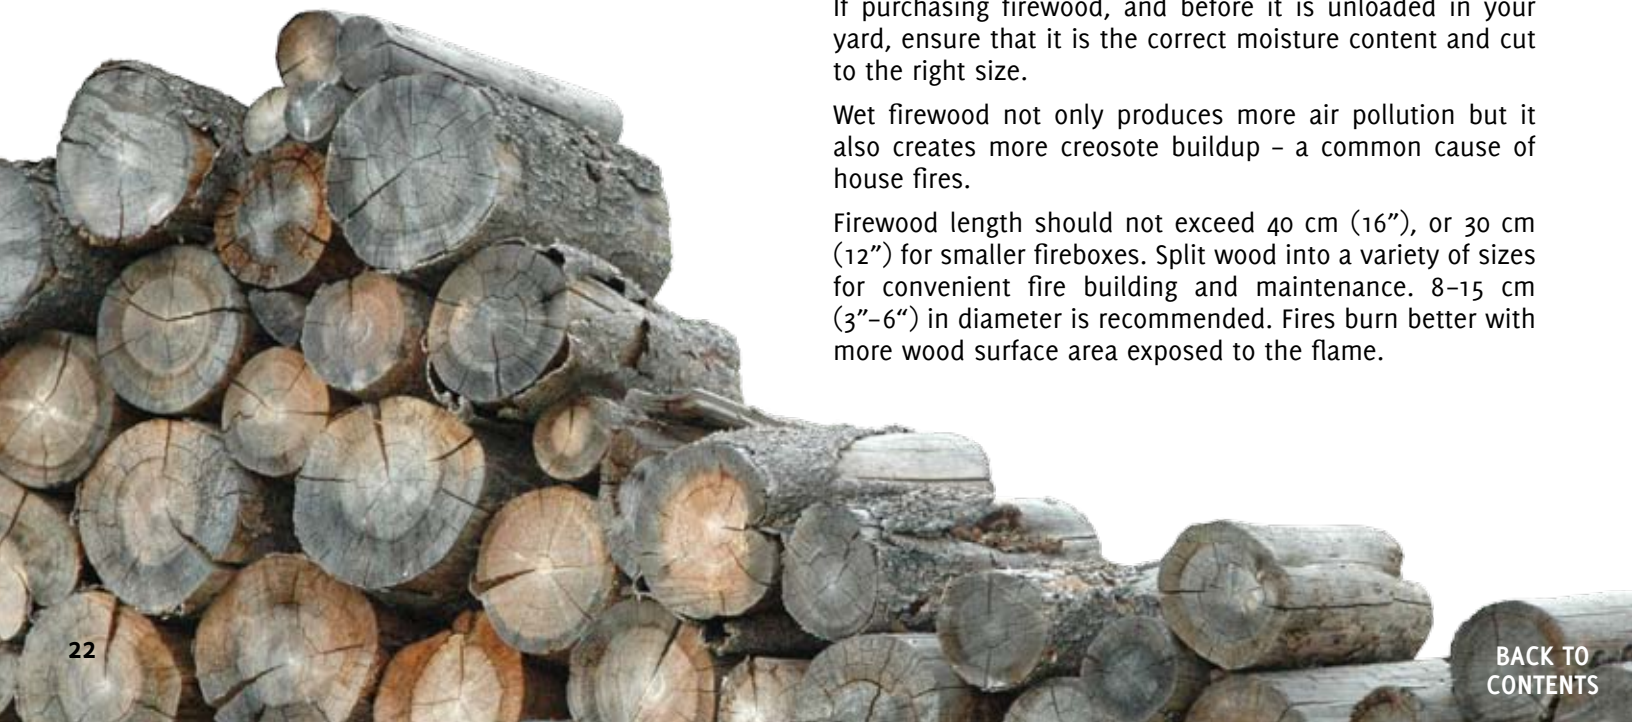 If purchasing firewood, and before it is unloaded in your
yard, ensure that it is the correct moisture content and cut
to the right size.
Wet firewood not only produces more air pollution but it
also creates more creosote buildup – a common cause of
house fires.
Firewood length should not exceed 40 cm (16”), or 30 cm
(12”) for smaller fireboxes. Split wood into a variety of sizes
for convenient fire building and maintenance. 8–15 cm
(3”–6“) in diameter is recommended. Fires burn better with
more wood surface area exposed to the flame.
22
BACK TO
CONTENTS